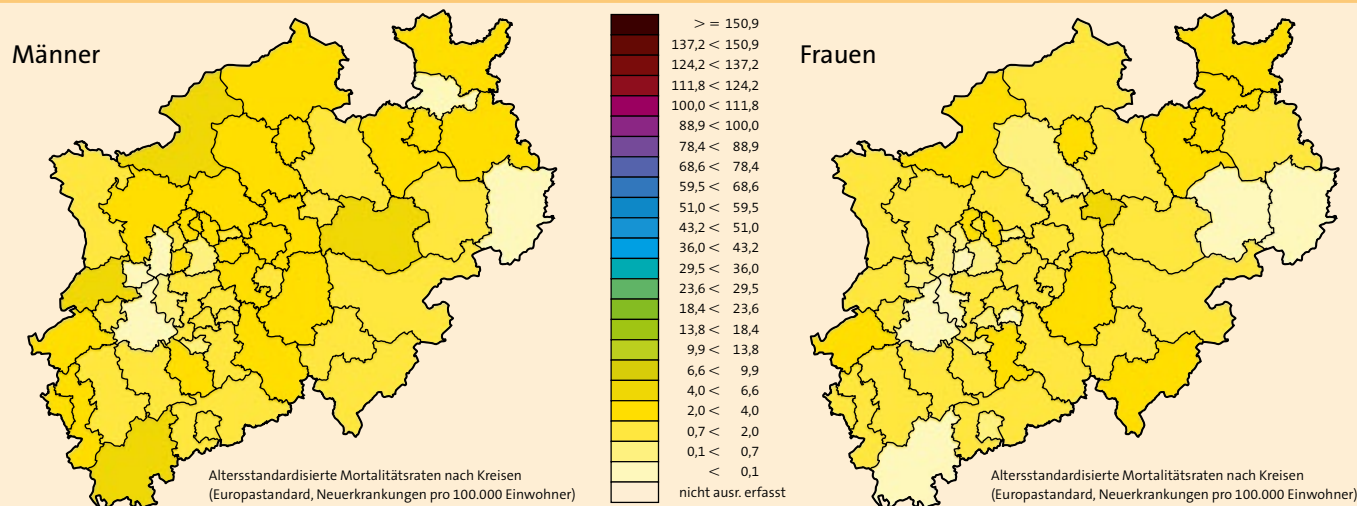 Männer
Frauen
> = 150,9
137,2 < 150,9
124,2 < 137,2
111,8 < 124,2
100,0 < 111,8
88,9 < 100,0
78,4 < 88,9
68,6 < 78,4
59,5 < 68,6
51,0 < 59,5
43,2 < 51,0
36,0 < 43,2
29,5 < 36,0
23,6 < 29,5
18,4 < 23,6
13,8 < 18,4
9,9 < 13,8
6,6 < 9,9
4,0 < 6,6
2,0 < 4,0
0,7 < 2,0
0,1 < 0,7
< 0,1
nicht ausr. erfasst
Altersstandardisierte Mortalitätsraten nach Kreisen
(Europastandard, Neuerkrankungen pro 100.000 Einwohner)
Altersstandardisierte Mortalitätsraten nach Kreisen
(Europastandard, Neuerkrankungen pro 100.000 Einwohner)